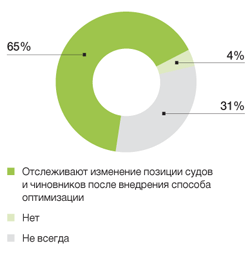 65%
4%
31%
Отслеживают изменение позиции судов
и чиновников после внедрения способа
оптимизации
Нет
Не всегда